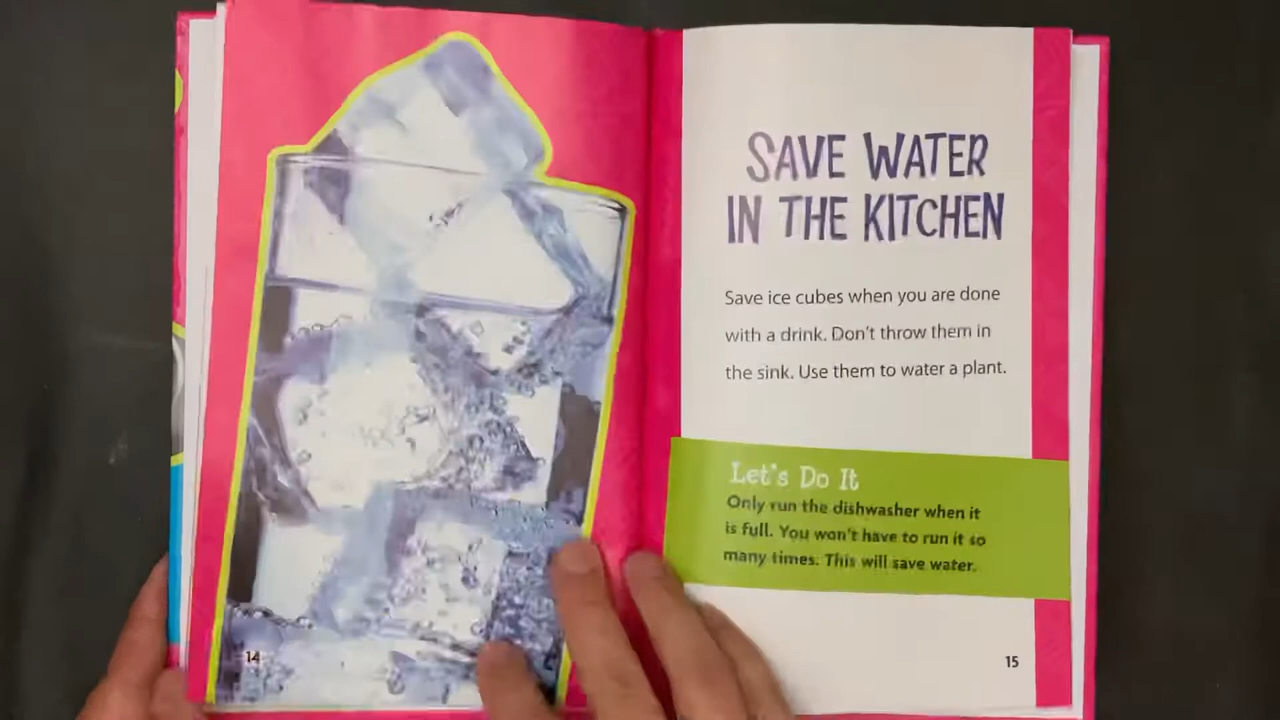 14
SAVE WATER
IN THE KITCHEN
Save ice cubes when you are done
with a drink. Don't throw them in
the sink. Use them to water a plant.
Let's Do It
Only run the dishwasher when it
is full. You won't have to run it so
many times. This will save water.
15